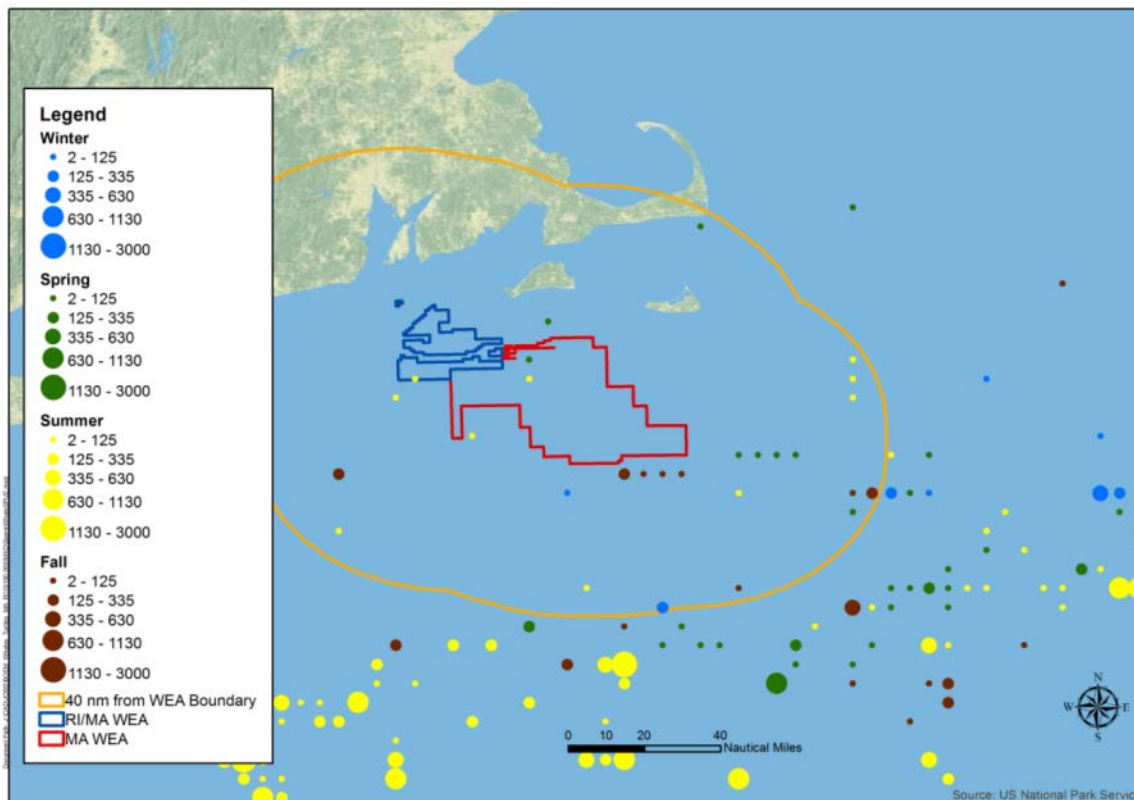 Legend
Winter
2 - 125
125 - 335
335 - 630
630 - 1130
1130 - 3000
Spring
2 - 125
125 - 335
335 - 630
630 - 1130
1130 - 3000
Summer
2 - 125
125 - 335
335 - 630
630 - 1130
1130 - 3000
Fall
2 - 125
125 - 335
335 - 630
630 - 1130
1130 - 3000
40 nm from WEA Boundary
RI/MA WEA
MA WEA
N
W E
S
0 10 20 40
Nautical Miles
Source: US National Park Servic